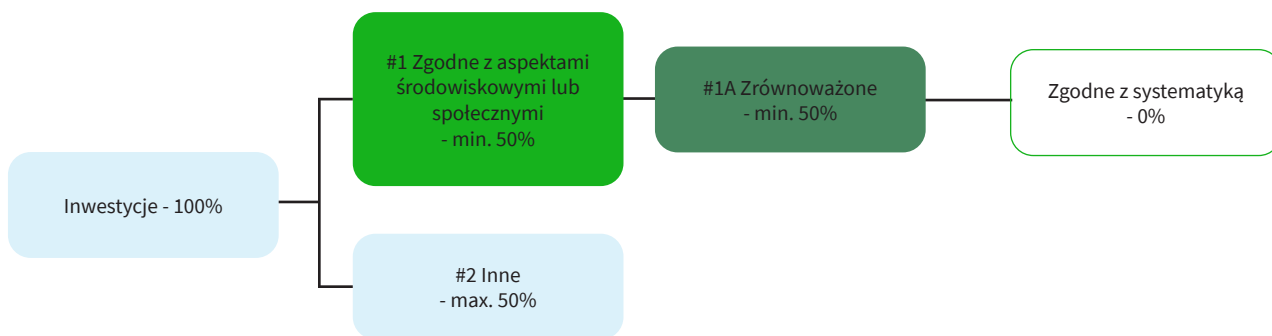 #1 Zgodne z aspektami
środowiskowymi lub
społecznymi
- min. 50%
#1A Zrównoważone
- min. 50%
Zgodne z systematyką
- 0%
Inwestycje - 100%
#2 Inne
- max. 50%